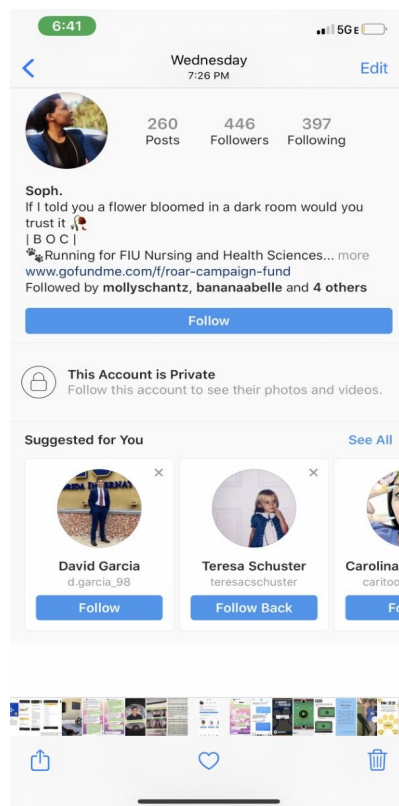 6:41
5G E
Wednesday
7:26 PM
Edit
260
446
397
Posts
Followers
Following
Soph.
If I told you a flower bloomed in a dark room would you
trust it 🥀
| B O C |
🐾Running for FIU Nursing and Health Sciences... more
www.gofundme.com/f/roar-campaign-fund
Followed by mollyschantz, bananaabelle and 4 others
Follow
This Account is Private
Follow this account to see their photos and videos.
Suggested for You
See All
David Garcia
d.garcia_98
Follow
Teresa Schuster
teresacschuster
Follow Back
Carolina
caritoo